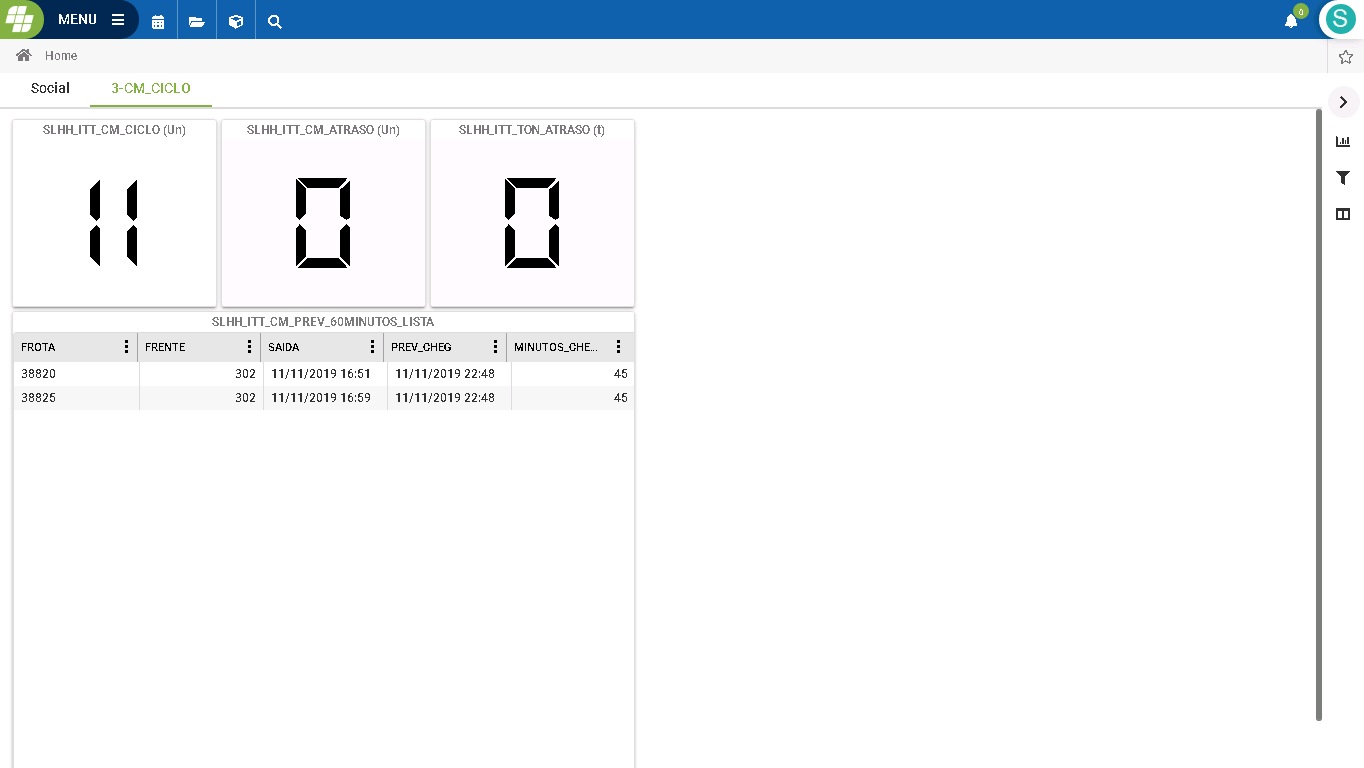 MENU
0
S
Home
Social 3-CM_CICLO
SLHH_ITT_CM_CICLO (Un) SLHH_ITT_CM_ATRASO (Un) SLHH_ITT_TON_ATRASO (t)
11 0 0
SLHH_ITT_CM_PREV_60MINUTOS_LISTA
FROTA FRENTE SAIDA PREV_CHEG MINUTOS_CHE...
38820 302 11/11/2019 16:51 11/11/2019 22:48 45
38825 302 11/11/2019 16:59 11/11/2019 22:48 45